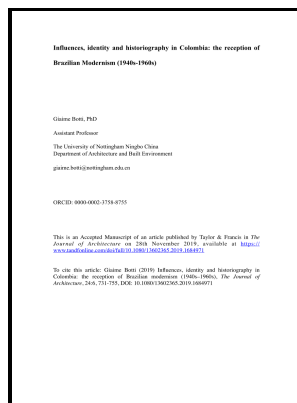 Influences, identity and historiography in Colombia: the reception of
Brazilian Modernism (1940s-1960s)
Giaime Botti, PhD
Assistant Professor
The University of Nottingham Ningbo China
Department of Architecture and Built Environment
giaime.botti@nottingham.edu.cn
ORCID: 0000-0002-3758-8755
This is an Accepted Manuscript of an article published by Taylor & Francis in The
Journal of Architecture on 28th November 2019, available at https://
www.tandfonline.com/doi/full/10.1080/13602365.2019.1684971
To cite this article: Giaime Botti (2019) Influences, identity and historiography in
Colombia: the reception of Brazilian modernism (1940s–1960s), The Journal of
Architecture, 24:6, 731-755, DOI: 10.1080/13602365.2019.1684971